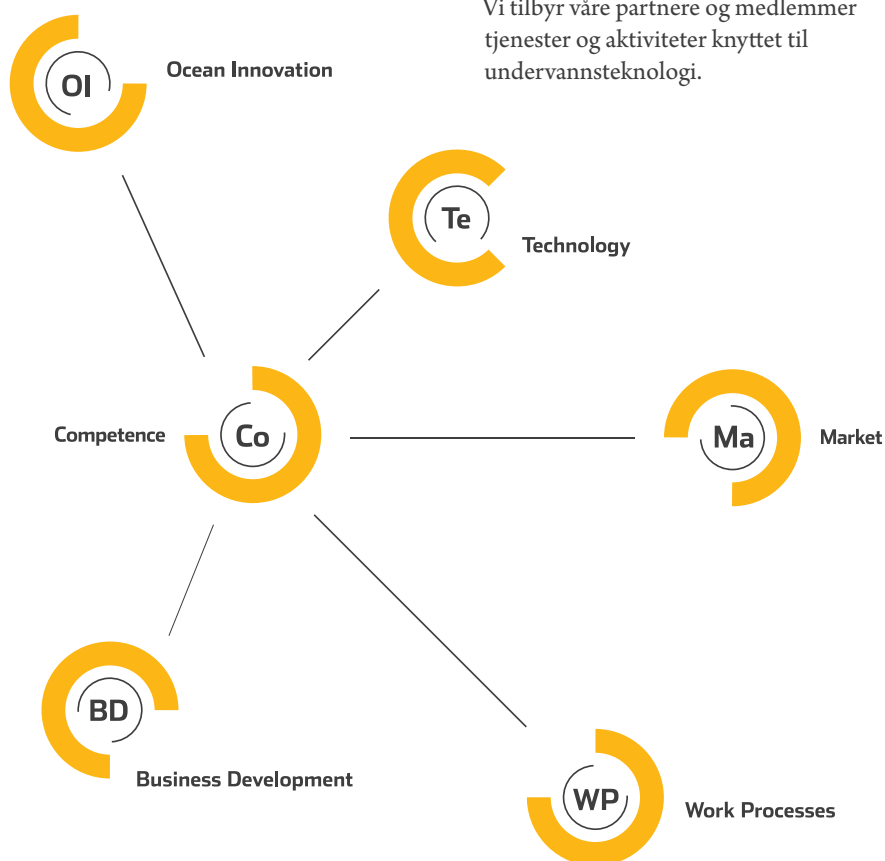 Vi tilbyr våre partnere og medlemmer
tjenester og aktiviteter knyttet til
undervannsteknologi.
OI
Ocean Innovation
Te
Technology
Competence
Co
Ma
Market
BD
Business Development
WP
Work Processes